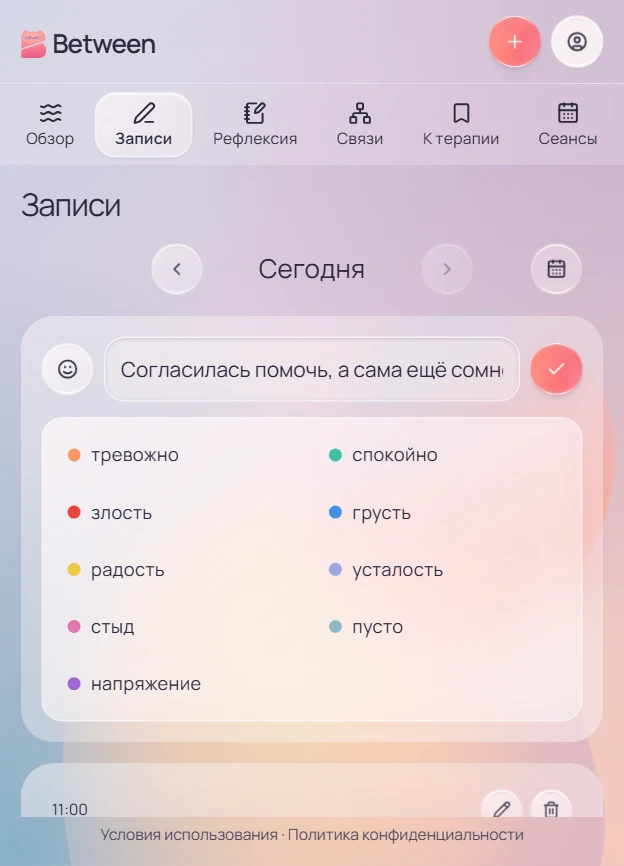 Between
Обзор
Записи
Рефлексия
Связи
К терапии
Сеансы
Записи
Сегодня
Согласилась помочь, а сама ещё
тревожно
спокойно
злость
грусть
радость
усталость
стыд
пусто
напряжение
11:00
Условия использования · Политика конфиденциальности